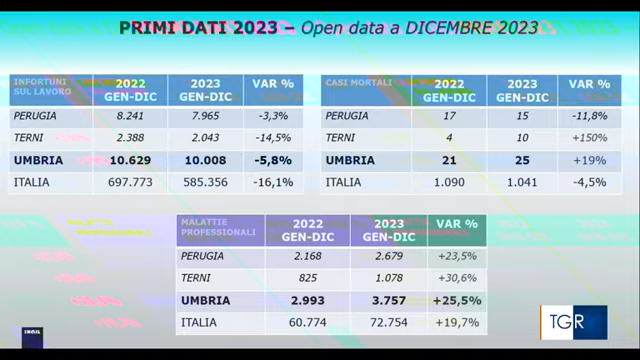 PRIMI DATI 2023 – Open data a DICEMBRE 2023
INFORTUNI SUL LAVORO 2022 GEN-DIC 2023 GEN-DIC VAR %
PERUGIA 8.241 7.965 -3,3%
TERNI 2.388 2.043 -14,5%
UMBRIA 10.629 10.008 -5,8%
ITALIA 697.773 585.356 -16,1%
CASI MORTALI 2022 GEN-DIC 2023 GEN-DIC VAR %
PERUGIA 17 15 -11,8%
TERNI 4 10 +150%
UMBRIA 21 25 +19%
ITALIA 1.090 1.041 -4,5%
MALATTIE PROFESSIONALI 2022 GEN-DIC 2023 GEN-DIC VAR %
PERUGIA 2.168 2.679 +23,5%
TERNI 825 1.078 +30,6%
UMBRIA 2.993 3.757 +25,5%
ITALIA 60.774 72.754 +19,7%
TGR